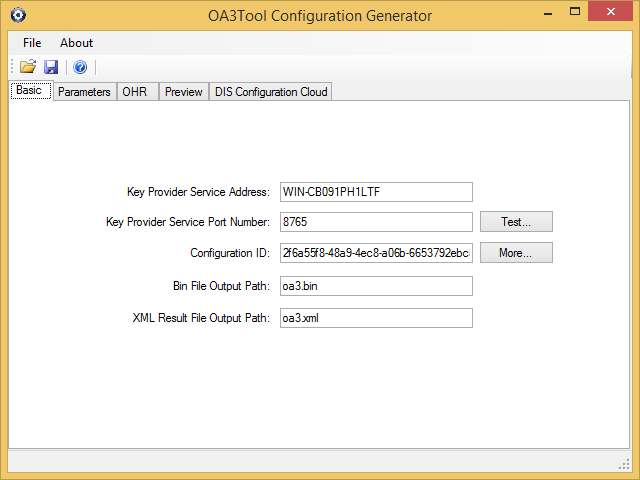 OA3Tool Configuration Generator
File About
Basic Parameters OHR Preview DIS Configuration Cloud
Key Provider Service Address: WIN-CB091PH1LTF
Key Provider Service Port Number: 8765 Test...
Configuration ID: 2f6a55f8-48a9-4ec8-a06b-6653792ebc More...
Bin File Output Path: oa3.bin
XML Result File Output Path: oa3.xml